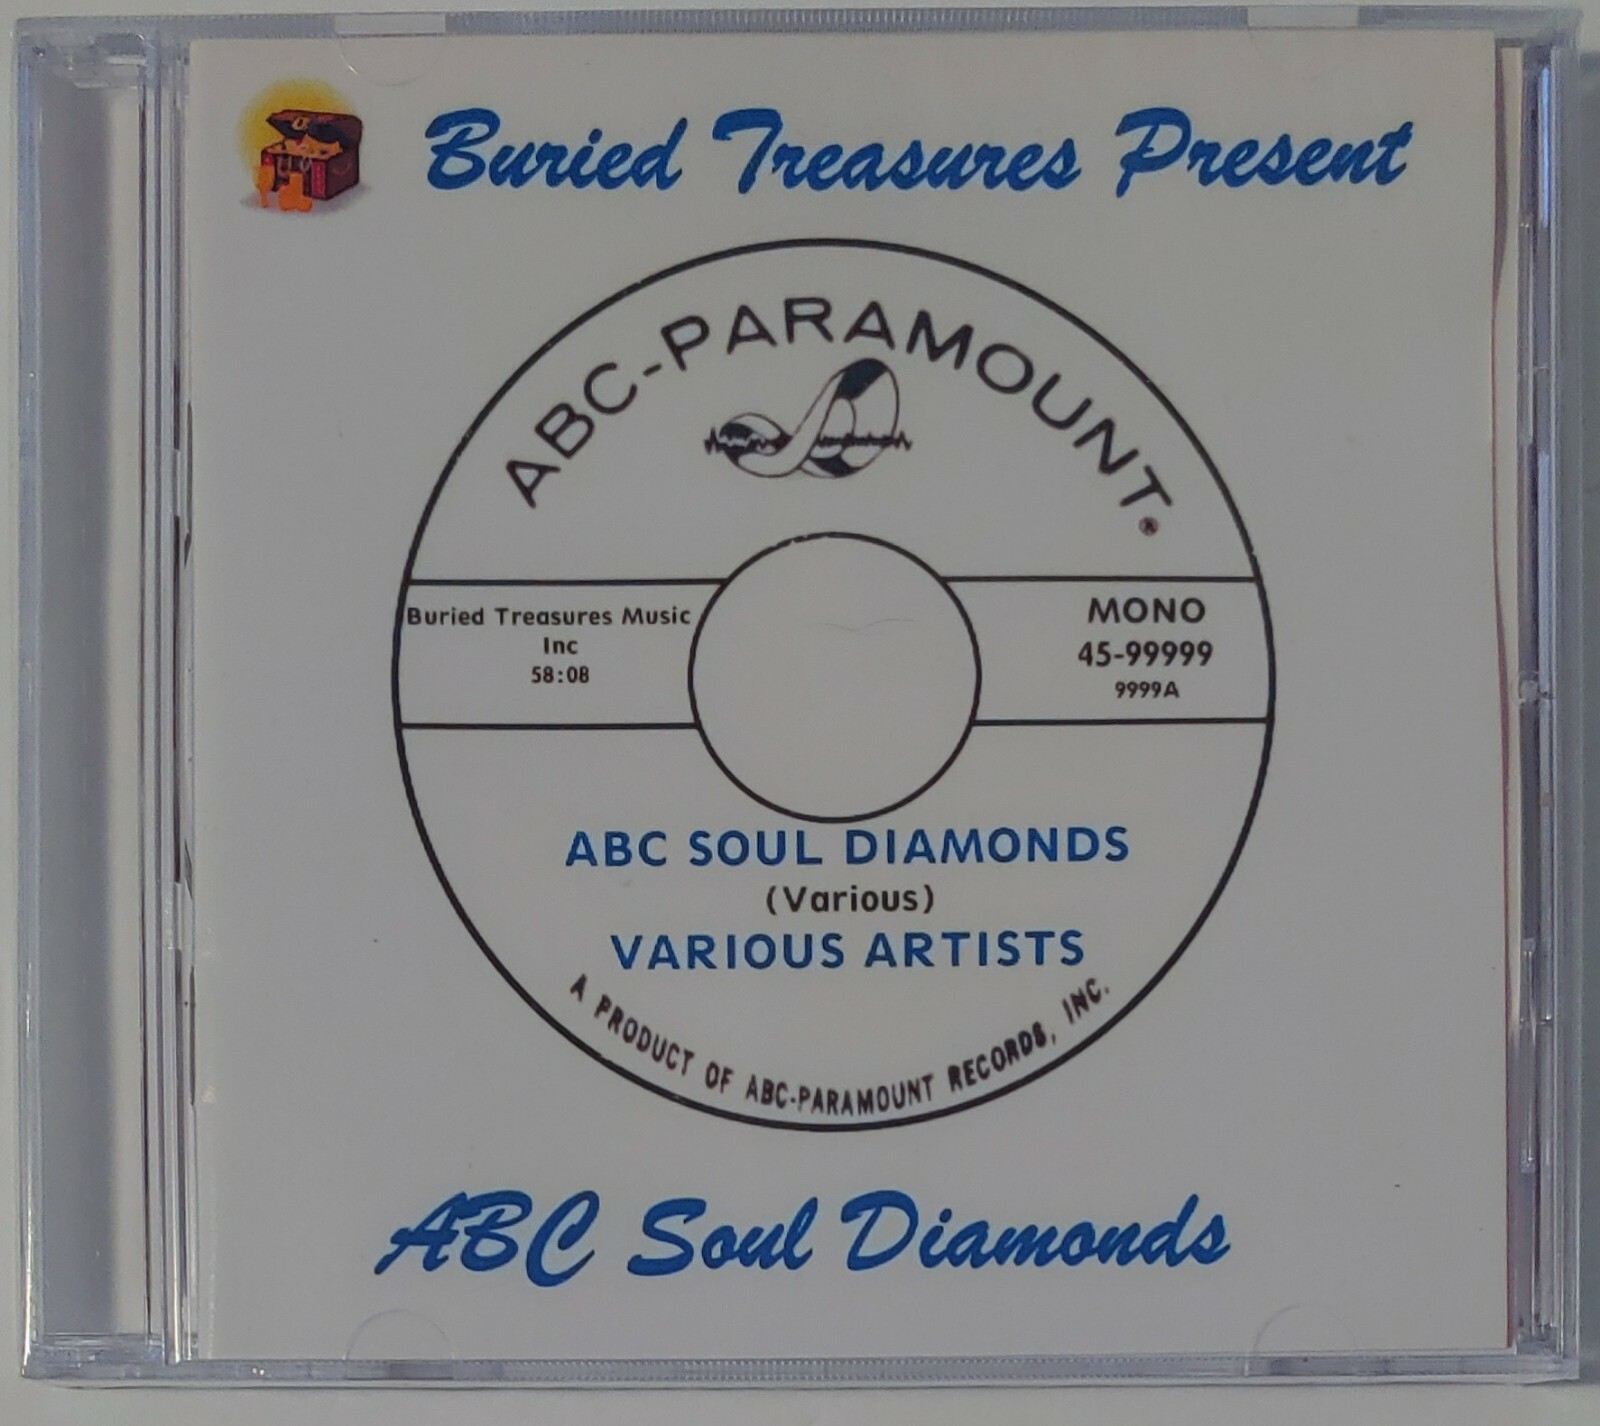 Buried Treasures Present
ABC-PARAMOUNT®
Buried Treasures Music
Inc
58:08
MONO
45-99999
9999A
ABC SOUL DIAMONDS
(Various)
VARIOUS ARTISTS
A PRODUCT OF ABC-PARAMOUNT RECORDS, INC.
ABC Soul Diamonds